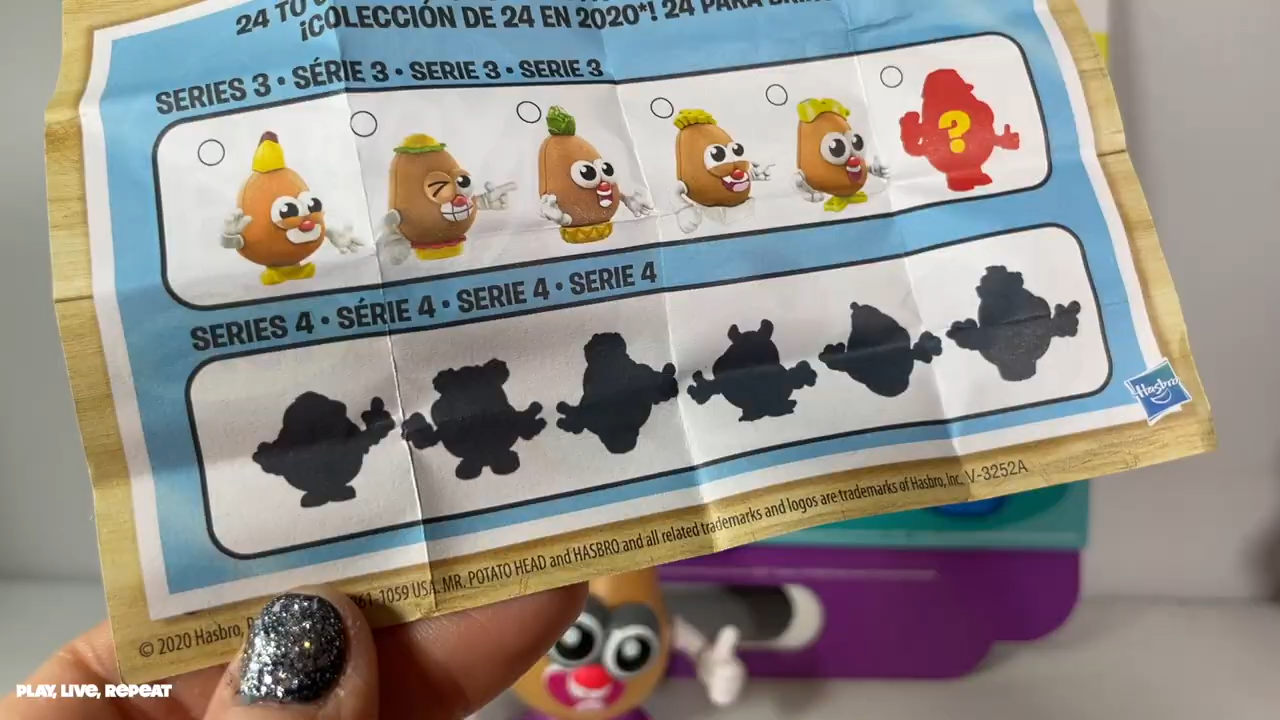 24 TO
¡COLECCIÓN DE 24 EN 2020*! 24 PARA
SERIES 3 • SÉRIE 3 • SERIE 3 • SERIE 3
?
SERIES 4 • SÉRIE 4 • SERIE 4 • SERIE 4
Hasbro
© 2020 Hasbro, 861-1059 USA. MR. POTATO HEAD and HASBRO and all related trademarks and logos are trademarks of Hasbro, Inc. V-3252A
PLAY, LIVE, REPEAT